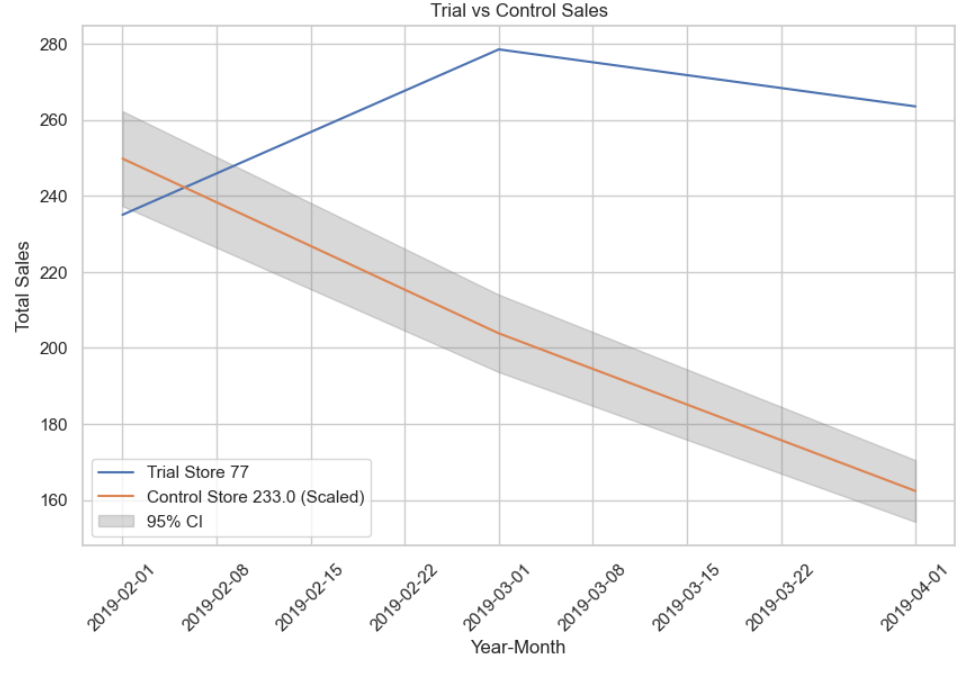 Trial vs Control Sales
280
260
240
220
200
180
160
Total Sales
Trial Store 77
Control Store 233.0 (Scaled)
95% CI
2019-02-01
2019-02-08
2019-02-15
2019-02-22
2019-03-01
2019-03-08
2019-03-15
2019-03-22
2019-04-01
Year-Month